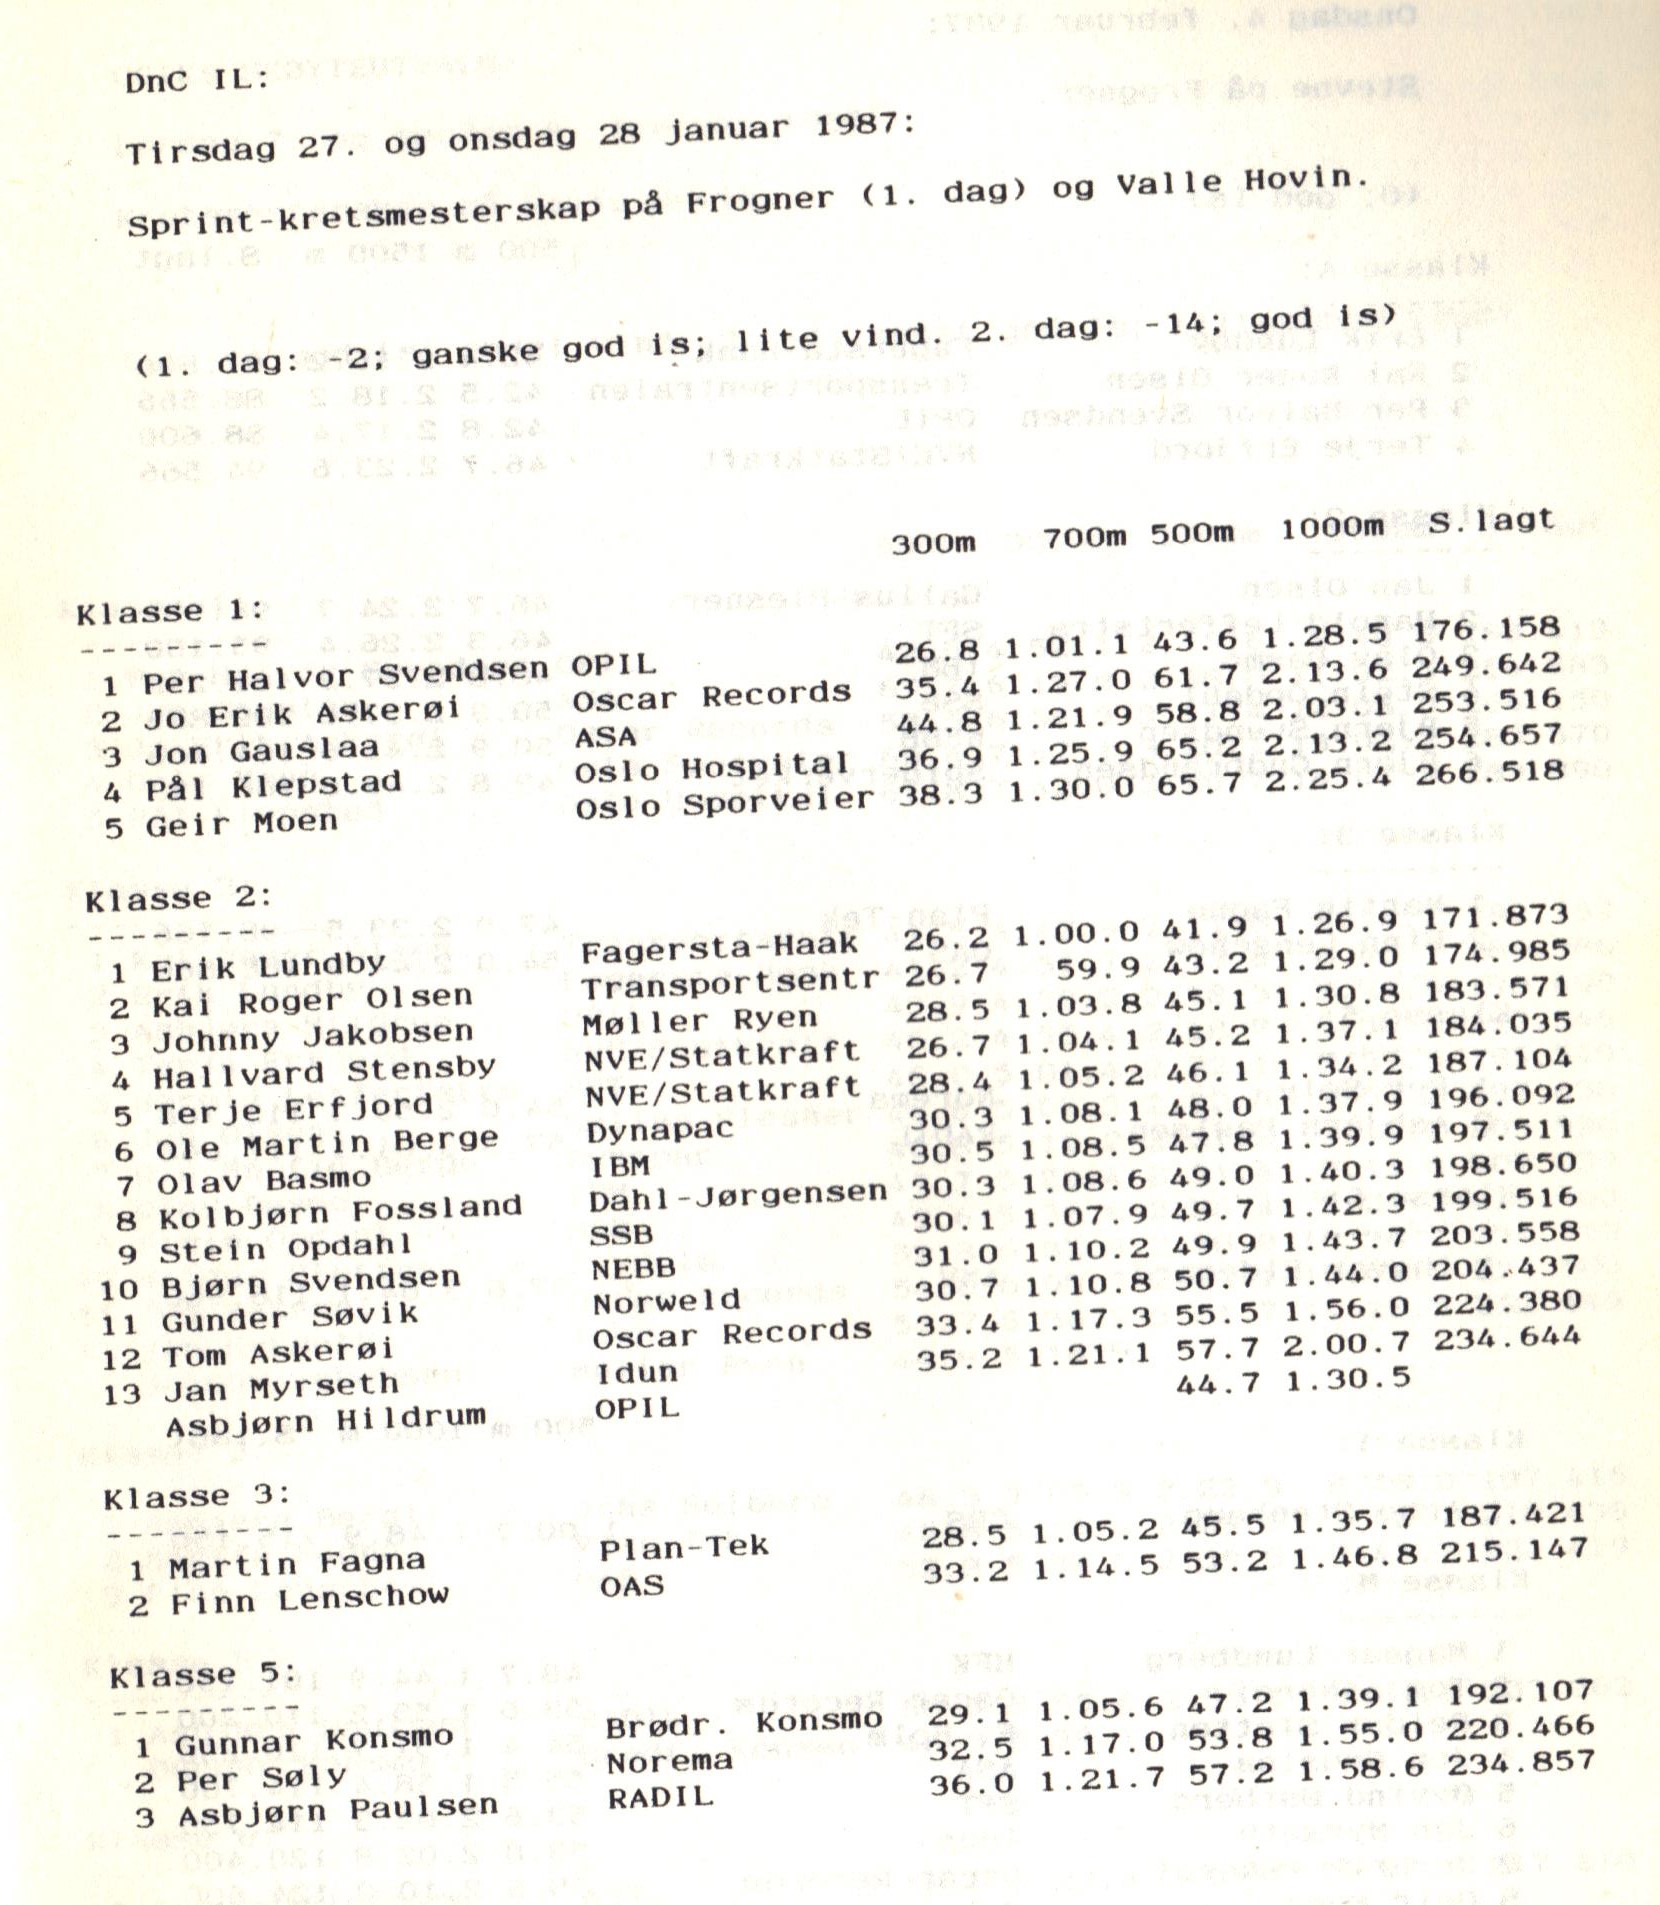 DnC IL:
Tirsdag 27. og onsdag 28 januar 1987:
Sprint-kretsmesterskap på Frogner (1. dag) og Valle Hovin.
(1. dag: -2; ganske god is; lite vind. 2. dag: -14; god is)
300m 700m 500m 1000m S.lagt
Klasse 1:
---------
1 Per Halvor Svendsen OPIL 26.8 1.01.1 43.6 1.28.5 176.158
2 Jo Erik Askerøi Oscar Records 35.4 1.27.0 61.7 2.13.6 249.642
3 Jon Gauslaa ASA 44.8 1.21.9 58.8 2.03.1 253.516
4 Pål Klepstad Oslo Hospital 36.9 1.25.9 65.2 2.13.2 254.657
5 Geir Moen Oslo Sporveier 38.3 1.30.0 65.7 2.25.4 266.518
Klasse 2:
---------
1 Erik Lundby Fagersta-Haak 26.2 1.00.0 41.9 1.26.9 171.873
2 Kai Roger Olsen Transportsentr 26.7 59.9 43.2 1.29.0 174.985
3 Johnny Jakobsen Møller Ryen 28.5 1.03.8 45.1 1.30.8 183.571
4 Hallvard Stensby NVE/Statkraft 26.7 1.04.1 45.2 1.37.1 184.035
5 Terje Erfjord NVE/Statkraft 28.4 1.05.2 46.1 1.34.2 187.104
6 Ole Martin Berge Dynapac 30.3 1.08.1 48.0 1.37.9 196.092
7 Olav Basmo IBM 30.5 1.08.5 47.8 1.39.9 197.511
8 Kolbjørn Fossland Dahl-Jørgensen 30.3 1.08.6 49.0 1.40.3 198.650
9 Stein Opdahl SSB 30.1 1.07.9 49.7 1.42.3 199.516
10 Bjørn Svendsen NEBB 31.0 1.10.2 49.9 1.43.7 203.558
11 Gunder Søvik Norweld 30.7 1.10.8 50.7 1.44.0 204.437
12 Tom Askerøi Oscar Records 33.4 1.17.3 55.5 1.56.0 224.380
13 Jan Myrseth Idun 35.2 1.21.1 57.7 2.00.7 234.644
Asbjørn Hildrum OPIL 44.7 1.30.5
Klasse 3:
---------
1 Martin Fagna Plan-Tek 28.5 1.05.2 45.5 1.35.7 187.421
2 Finn Lenschow OAS 33.2 1.14.5 53.2 1.46.8 215.147
Klasse 5:
---------
1 Gunnar Konsmo Brødr. Konsmo 29.1 1.05.6 47.2 1.39.1 192.107
2 Per Søly Norema 32.5 1.17.0 53.8 1.55.0 220.466
3 Asbjørn Paulsen RADIL 36.0 1.21.7 57.2 1.58.6 234.857